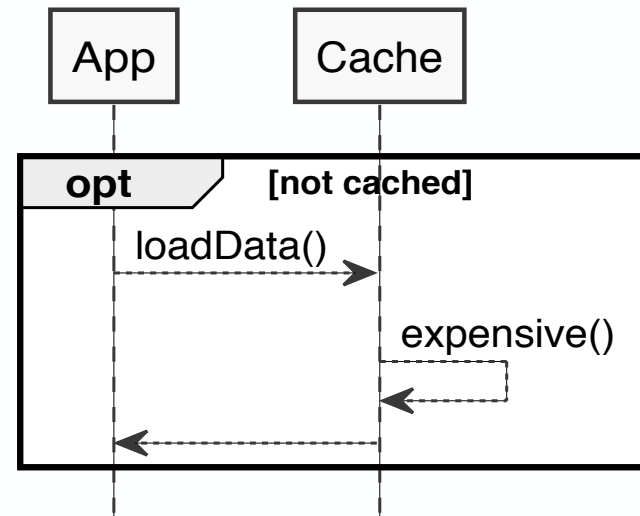 App Cache
opt [not cached]
loadData()
expensive()